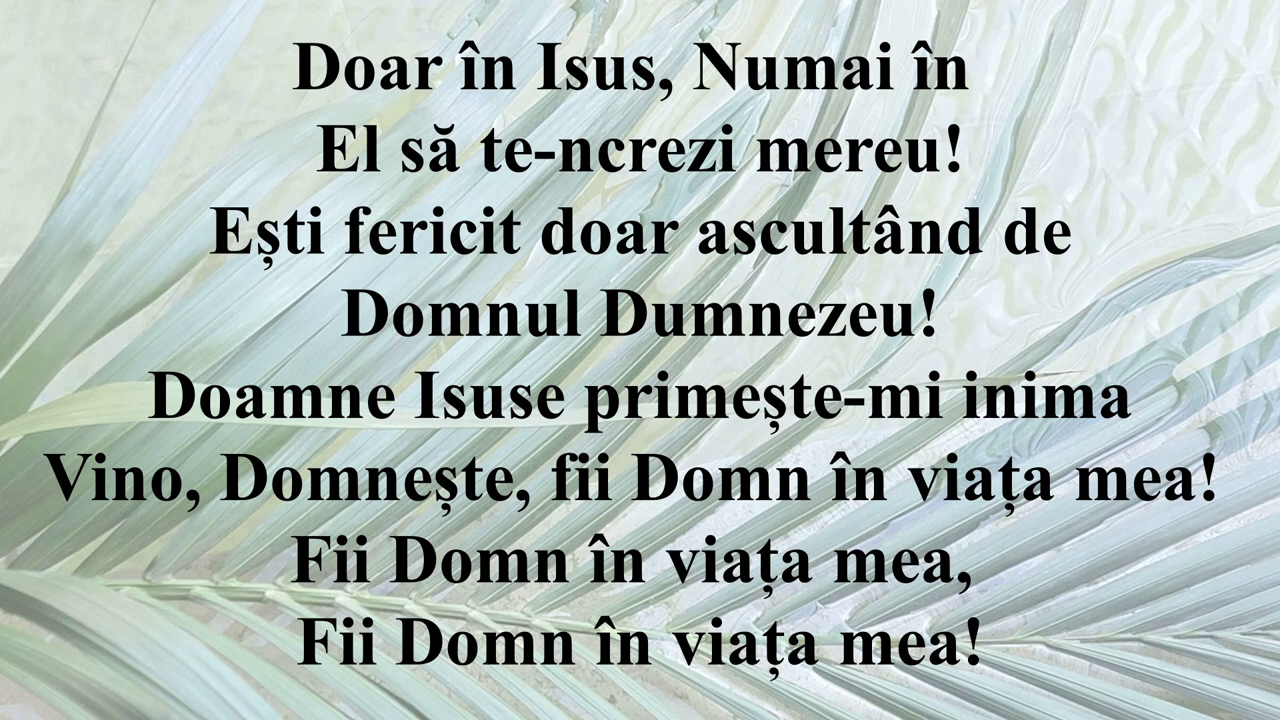 Doar în Isus, Numai în
El să te-ncrezi mereu!
Ești fericit doar ascultând de
Domnul Dumnezeu!
Doamne Isuse primește-mi inima
Vino, Domnește, fii Domn în viața mea!
Fii Domn în viața mea,
Fii Domn în viața mea!